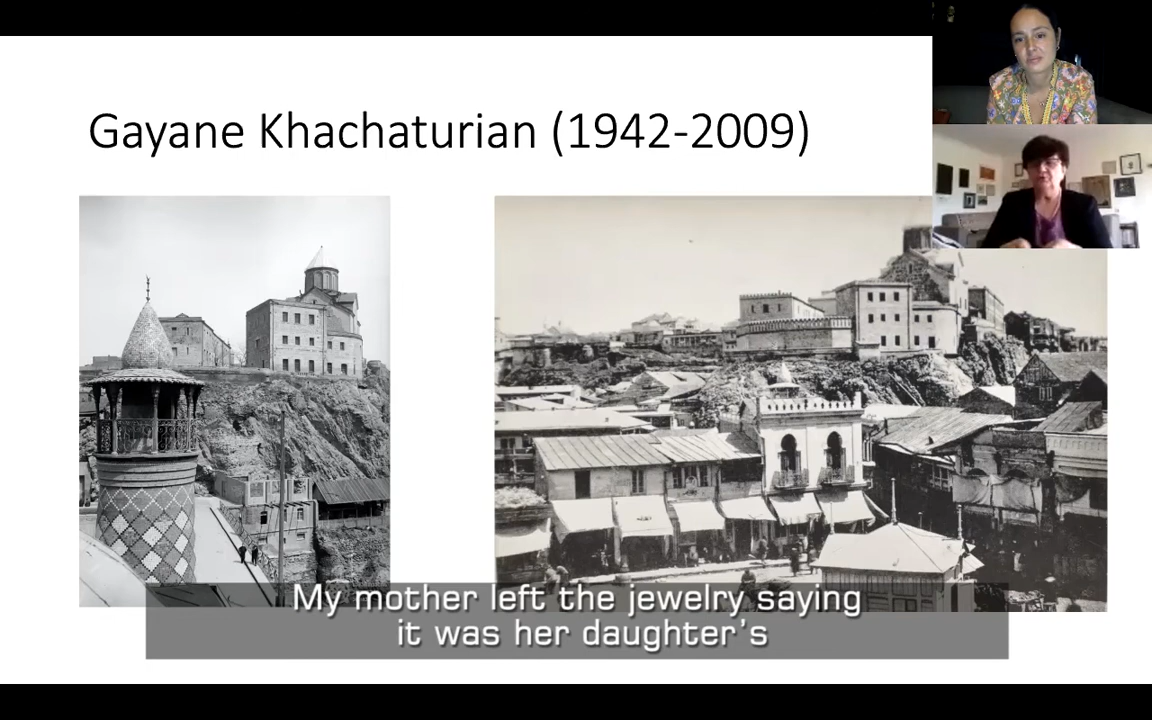 Gayane Khachaturian (1942-2009)
My mother left the jewelry saying
it was her daughter's